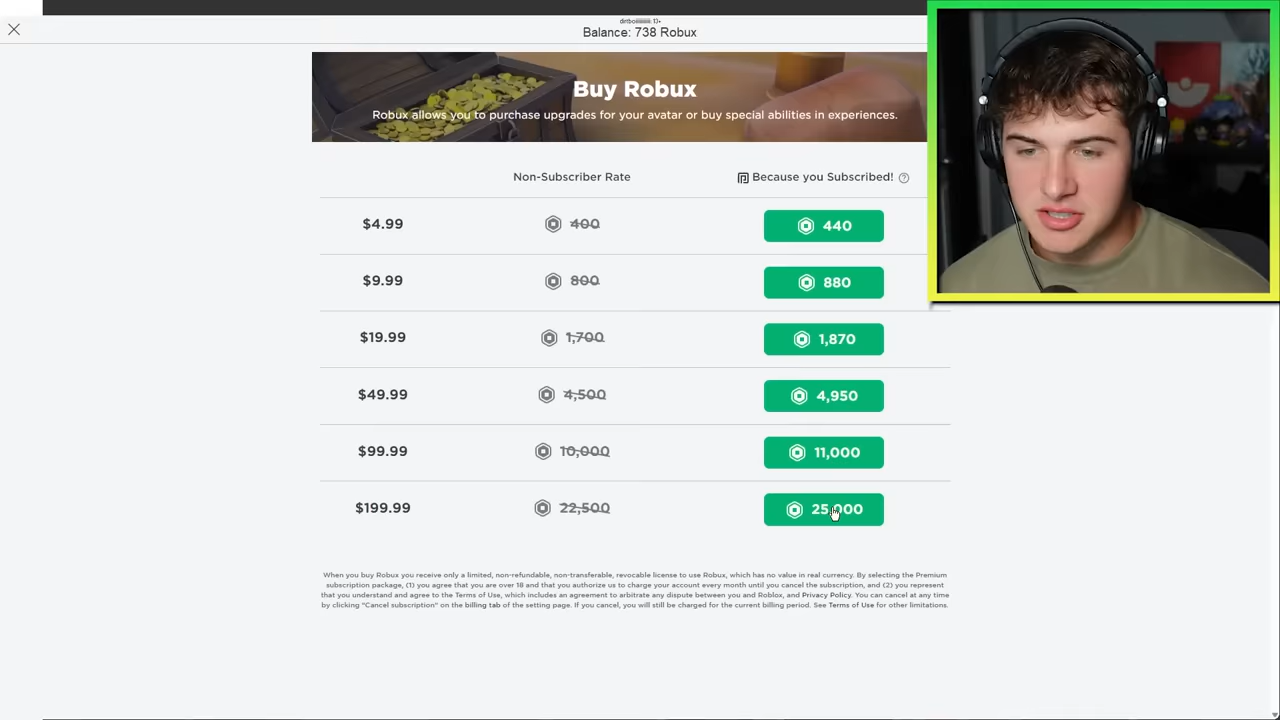 Balance: 738 Robux
Buy Robux
Robux allows you to purchase upgrades for your avatar or buy special abilities in experiences.
Non-Subscriber Rate Because you Subscribed!
$4.99 400 440
$9.99 800 880
$19.99 1,700 1,870
$49.99 4,500 4,950
$99.99 10,000 11,000
$199.99 22,500 25,000
When you buy Robux you receive only a limited, non-refundable, non-transferable, revocable license to use Robux, which has no value in real currency. By selecting the Premium
subscription package, (1) you agree that you are over 18 and that you authorize us to charge your account every month until you cancel the subscription, and (2) you represent
that you understand and agree to the Terms of Use, which includes an agreement to arbitrate any dispute between you and Roblox, and Privacy Policy. You can cancel at any time
by clicking "Cancel subscription" on the billing tab of the setting page. If you cancel, you will still be charged for the current billing period. See Terms of Use for other limitations.